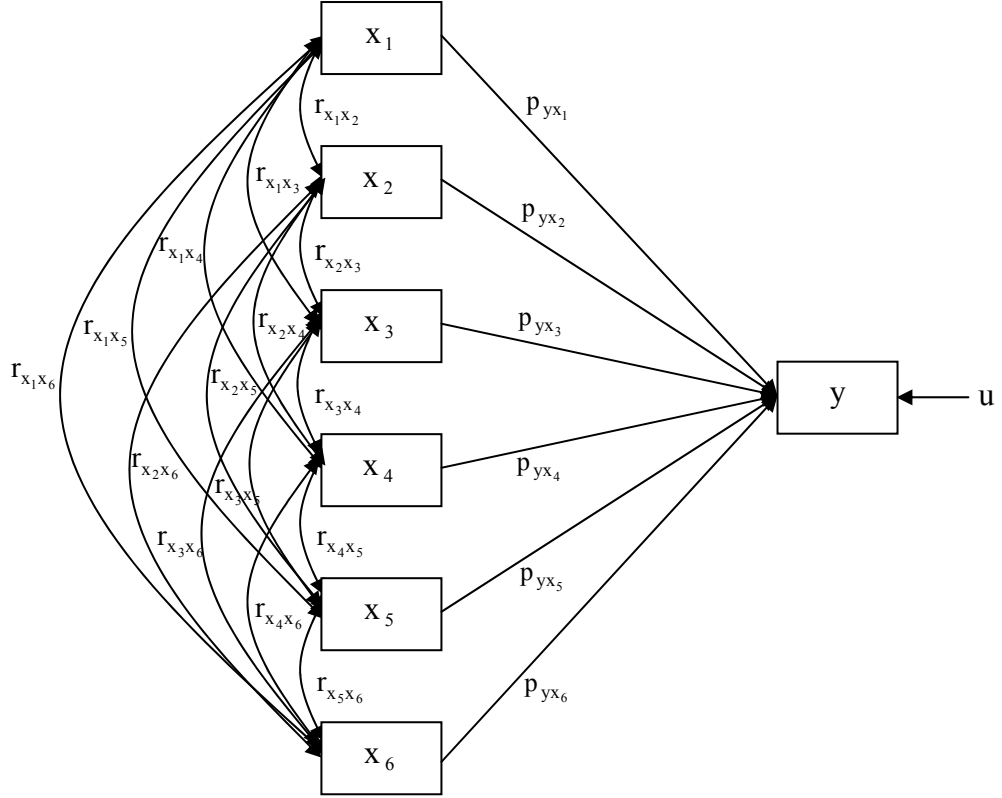 x₁
r x₁x₂
p yx₁
r x₁x₃
x₂
p yx₂
r x₁x₄
r x₂x₃
r x₁x₅
r x₂x₄
x₃
p yx₃
r x₁x₆
r x₂x₅
r x₃x₄
y
u
r x₂x₆
r x₃x₅
x₄
p yx₄
r x₃x₆
r x₄x₅
r x₄x₆
x₅
p yx₅
r x₅x₆
p yx₆
x₆